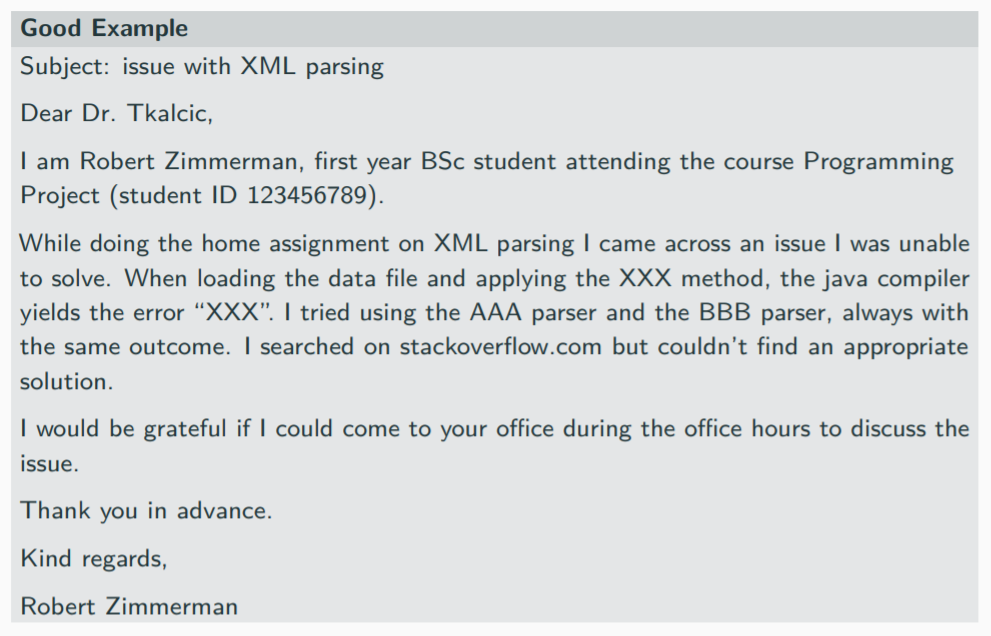 Good Example
Subject: issue with XML parsing
Dear Dr. Tkalcic,
I am Robert Zimmerman, first year BSc student attending the course Programming
Project (student ID 123456789).
While doing the home assignment on XML parsing I came across an issue I was unable
to solve. When loading the data file and applying the XXX method, the java compiler
yields the error “XXX”. I tried using the AAA parser and the BBB parser, always with
the same outcome. I searched on stackoverflow.com but couldn't find an appropriate
solution.
I would be grateful if I could come to your office during the office hours to discuss the
issue.
Thank you in advance.
Kind regards,
Robert Zimmerman